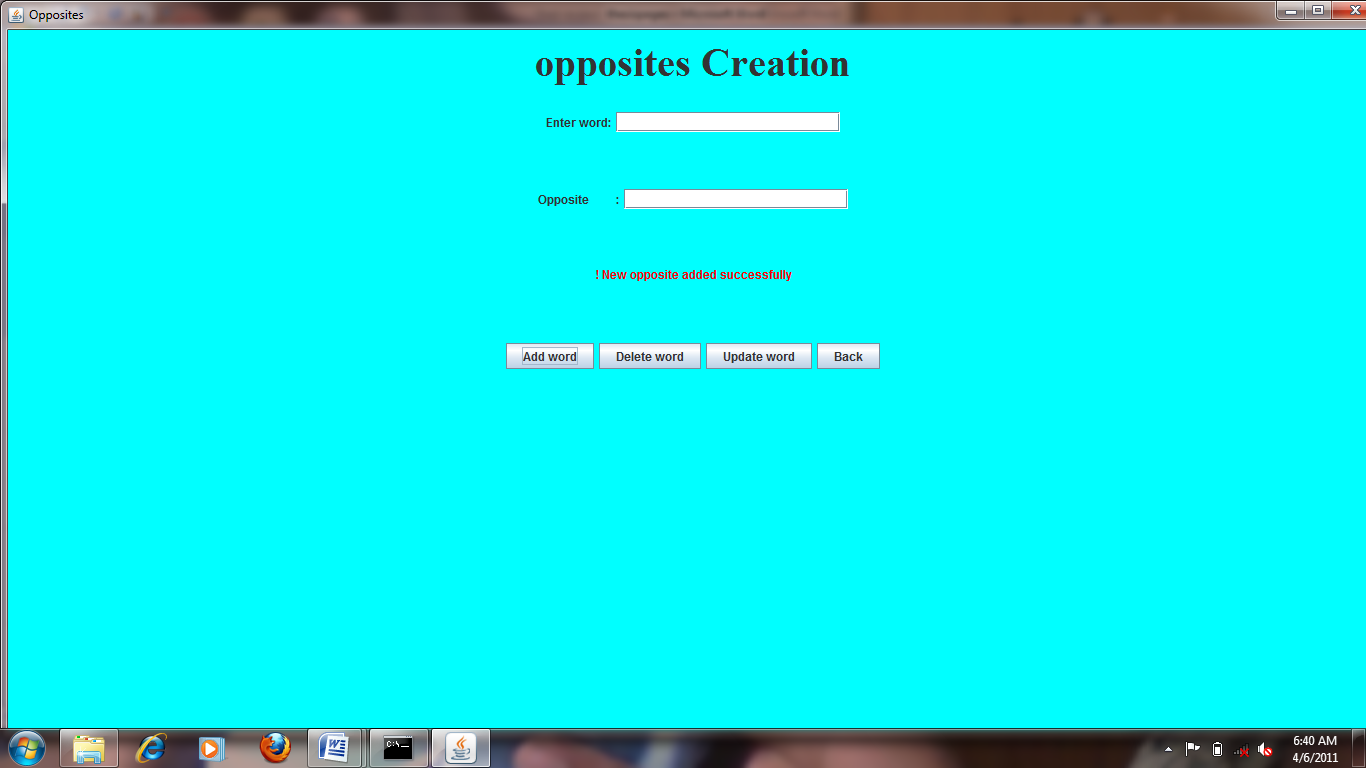 Opposites
opposites Creation
Enter word:
Opposite :
! New opposite added successfully
Add word Delete word Update word Back
C:\_
6:40 AM
4/6/2011